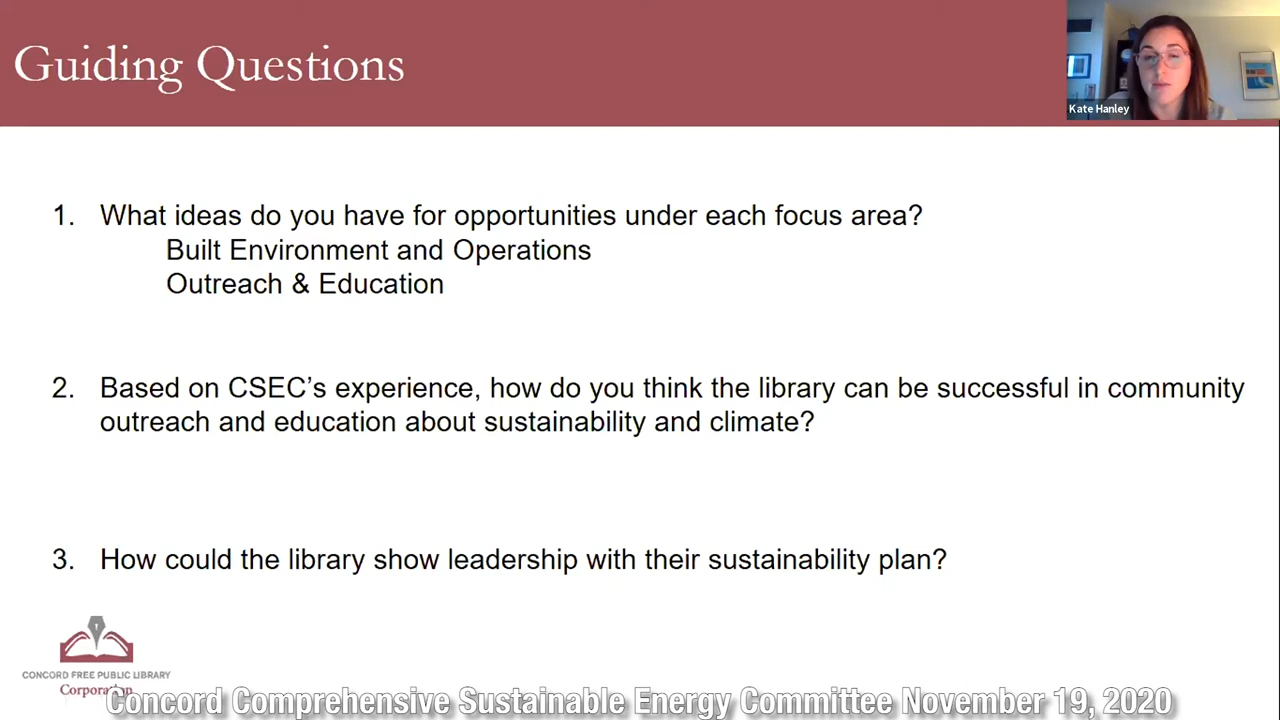 Guiding Questions
Kate Hanley
1. What ideas do you have for opportunities under each focus area?
Built Environment and Operations
Outreach & Education
2. Based on CSEC's experience, how do you think the library can be successful in community
outreach and education about sustainability and climate?
3. How could the library show leadership with their sustainability plan?
CONCORD FREE PUBLIC LIBRARY
Corporation
Concord Comprehensive Sustainable Energy Committee November 19, 2020